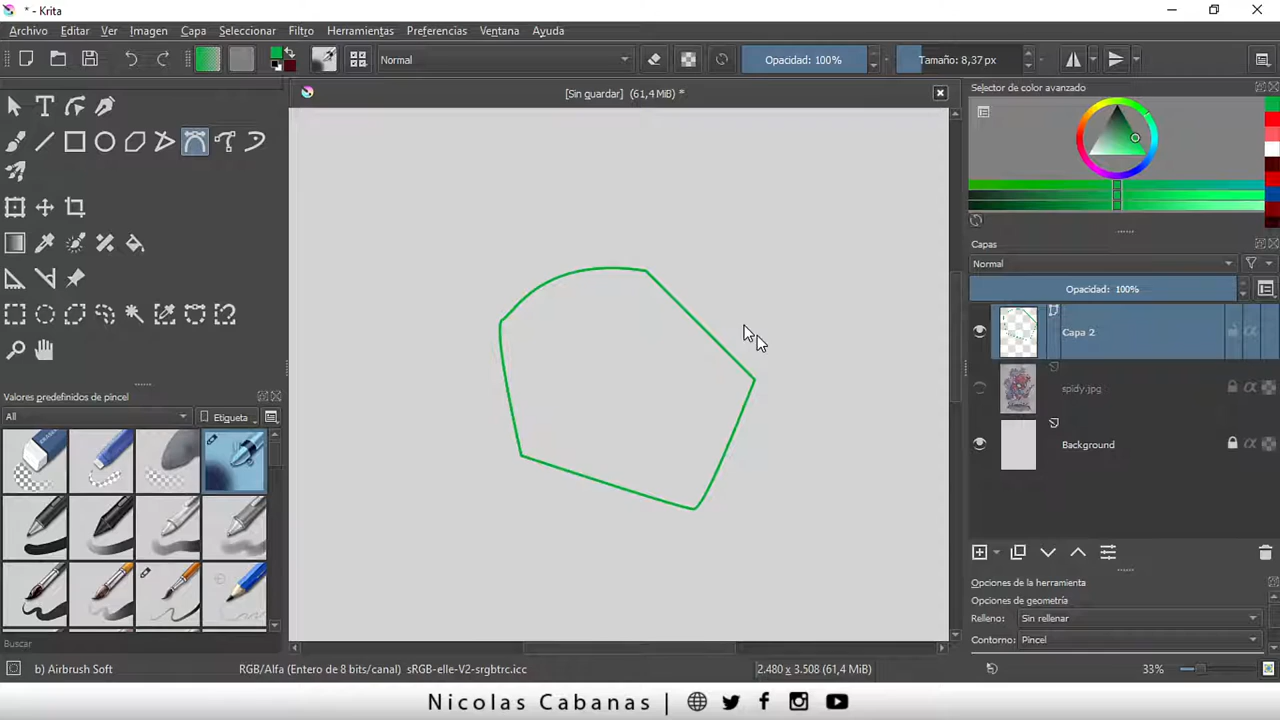 * - Krita
Archivo Editar Ver Imagen Capa Seleccionar Filtro Herramientas Preferencias Ventana Ayuda
Normal
Opacidad: 100%
Tamaño: 8,37 px
[Sin guardar] (61,4 MiB) *
Selector de color avanzado
Capas
Normal
Opacidad: 100%
Capa 2
spidy.jpg
Background
Valores predefinidos de pincel
All
Etiqueta
Buscar
Opciones de la herramienta
Opciones de geometría
Relleno: Sin rellenar
Contorno: Pincel
b) Airbrush Soft
RGB/Alfa (Entero de 8 bits/canal) sRGB-elle-V2-srgbtrc.icc
2.480 x 3.508 (61,4 MiB)
33%
Nicolas Cabanas |